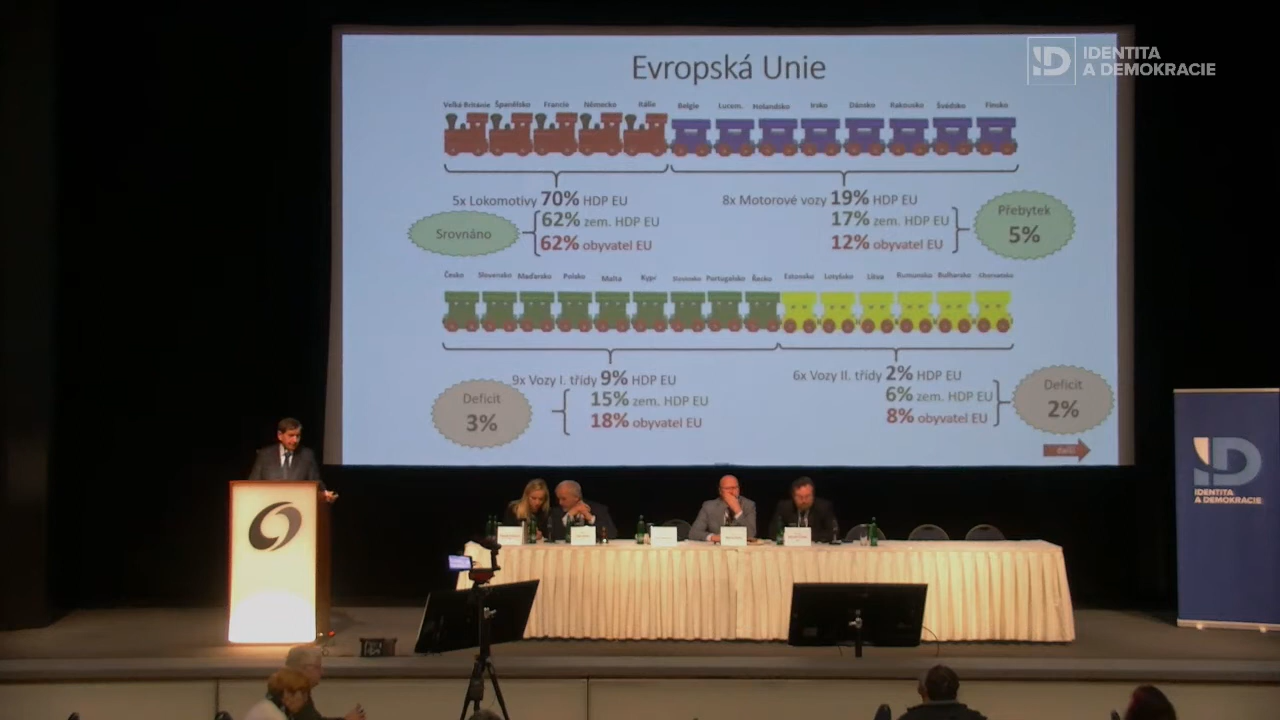 Evropská Unie
IDENTITA
A DEMOKRACIE
Velká Británie Španělsko Francie Německo Itálie Belgie Lucem. Holandsko Irsko Dánsko Rakousko Švédsko Finsko
5x Lokomotivy 70% HDP EU
62% zem. HDP EU
62% obyvatel EU
Srovnáno
8x Motorové vozy 19% HDP EU
17% zem. HDP EU
12% obyvatel EU
Přebytek
5%
Česko Slovensko Maďarsko Polsko Malta Kypr Slovinsko Portugalsko Řecko Estonsko Lotyšsko Litva Rumunsko Bulharsko Chorvatsko
9x Vozy I. třídy 9% HDP EU
15% zem. HDP EU
18% obyvatel EU
Deficit
3%
6x Vozy II. třídy 2% HDP EU
6% zem. HDP EU
8% obyvatel EU
Deficit
2%
další
ID
IDENTITA
A DEMOKRACIE